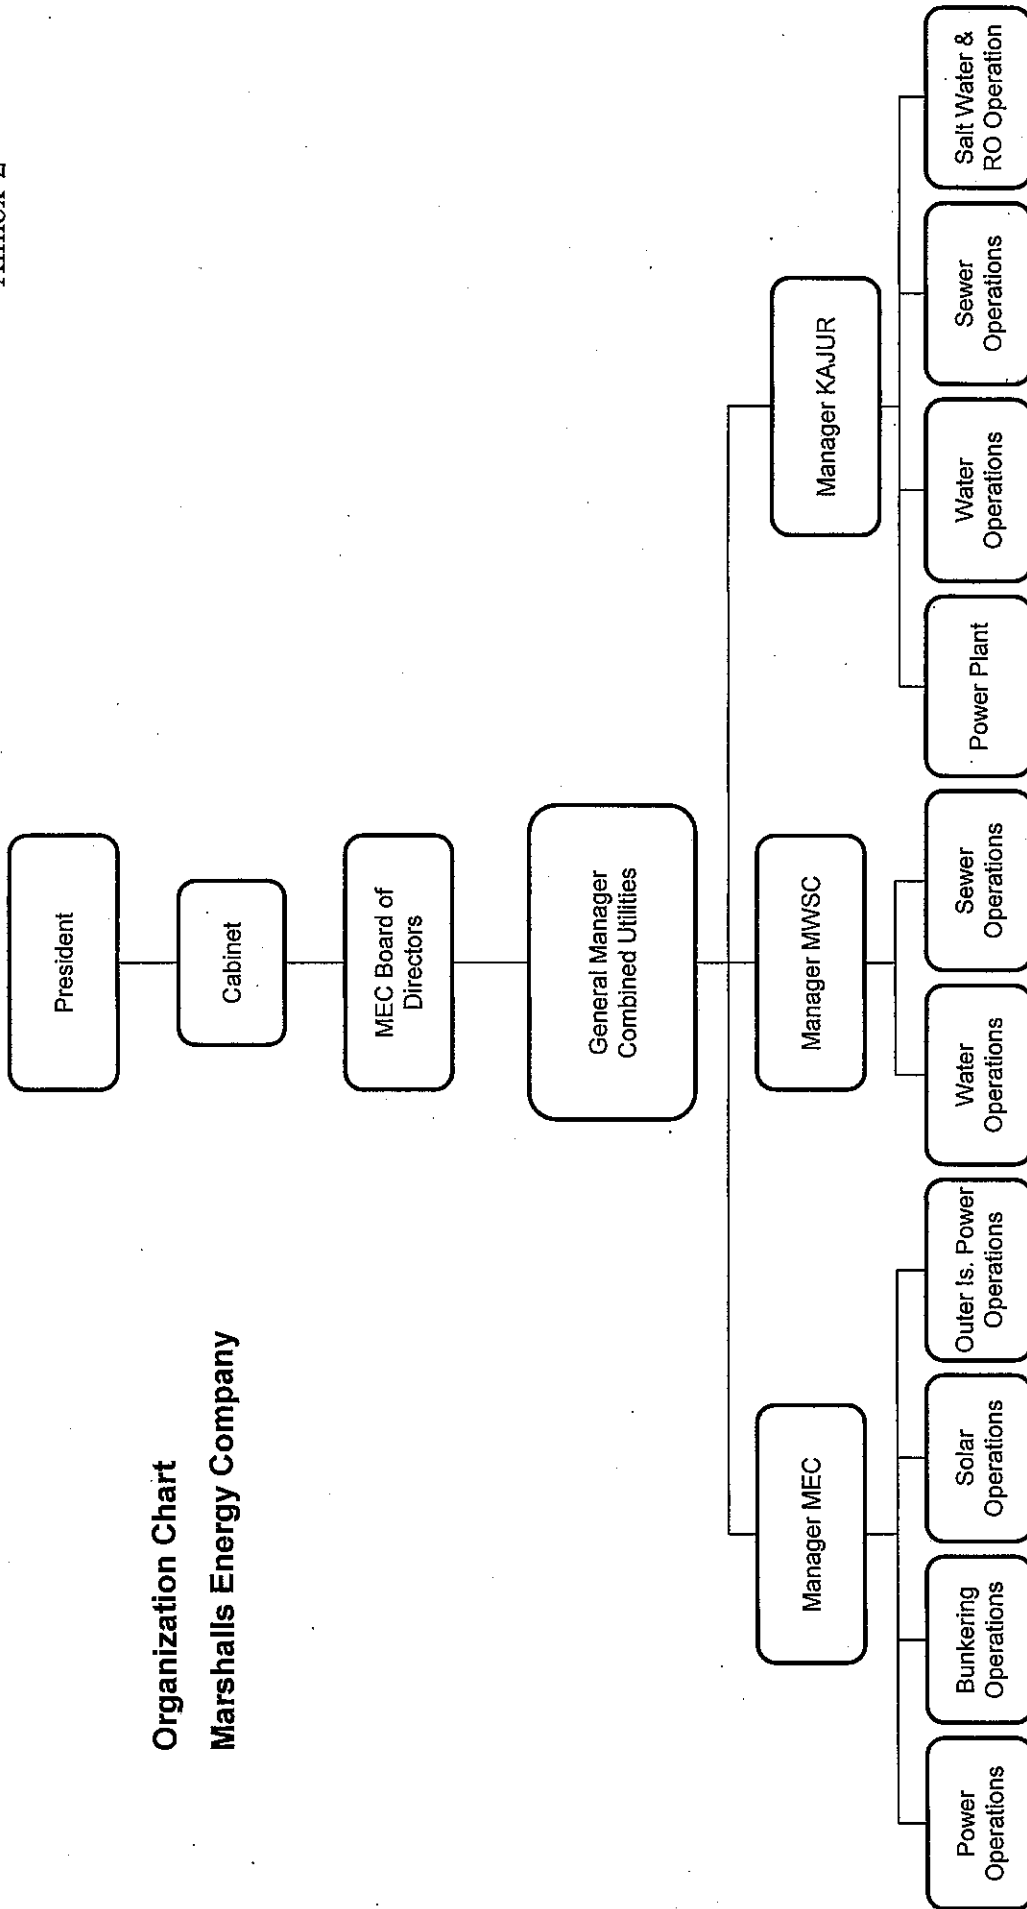 Annex 2
Organization Chart
Marshalls Energy Company
President
Cabinet
MEC Board of
Directors
General Manager
Combined Utilities
Manager MEC
Manager MWSC
Manager KAJUR
Power
Operations
Bunkering
Operations
Solar
Operations
Outer Is. Power
Operations
Water
Operations
Sewer
Operations
Power Plant
Water
Operations
Sewer
Operations
Salt Water &
RO Operation